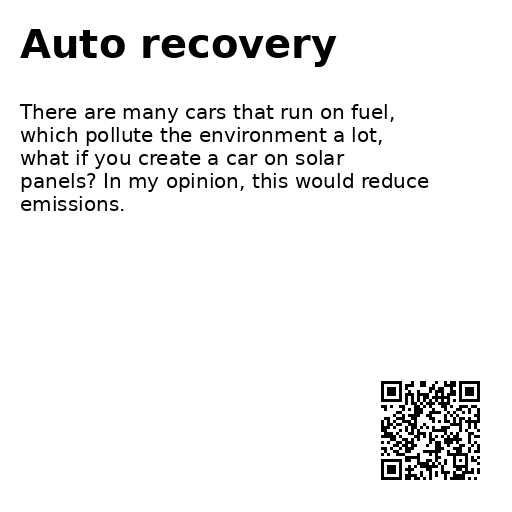 Auto recovery
There are many cars that run on fuel,
which pollute the environment a lot,
what if you create a car on solar
panels? In my opinion, this would reduce
emissions.